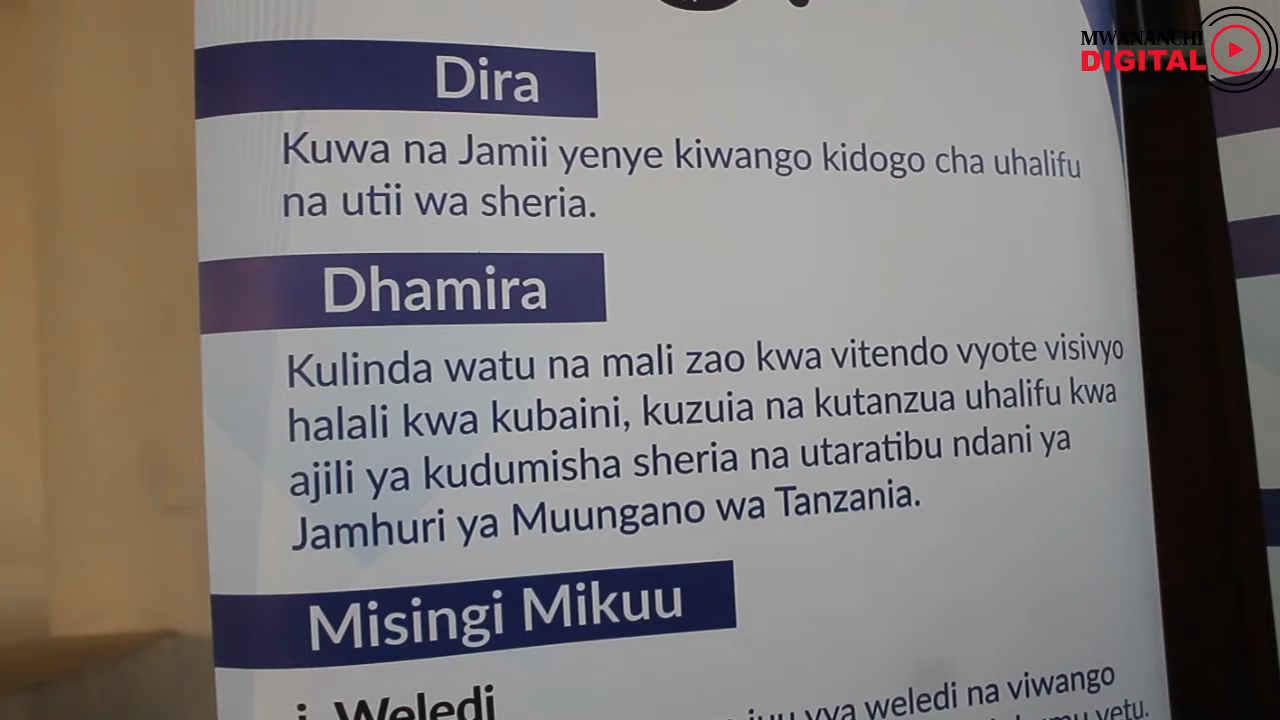 MWANANCHI
DIGITAL
Dira
Kuwa na Jamii yenye kiwango kidogo cha uhalifu
na utii wa sheria.
Dhamira
Kulinda watu na mali zao kwa vitendo vyote visivyo
halali kwa kubaini, kuzuia na kutanzua uhalifu kwa
ajili ya kudumisha sheria na utaratibu ndani ya
Jamhuri ya Muungano wa Tanzania.
Misingi Mikuu
i. Weledi
juu vya weledi na viwango
yetu.